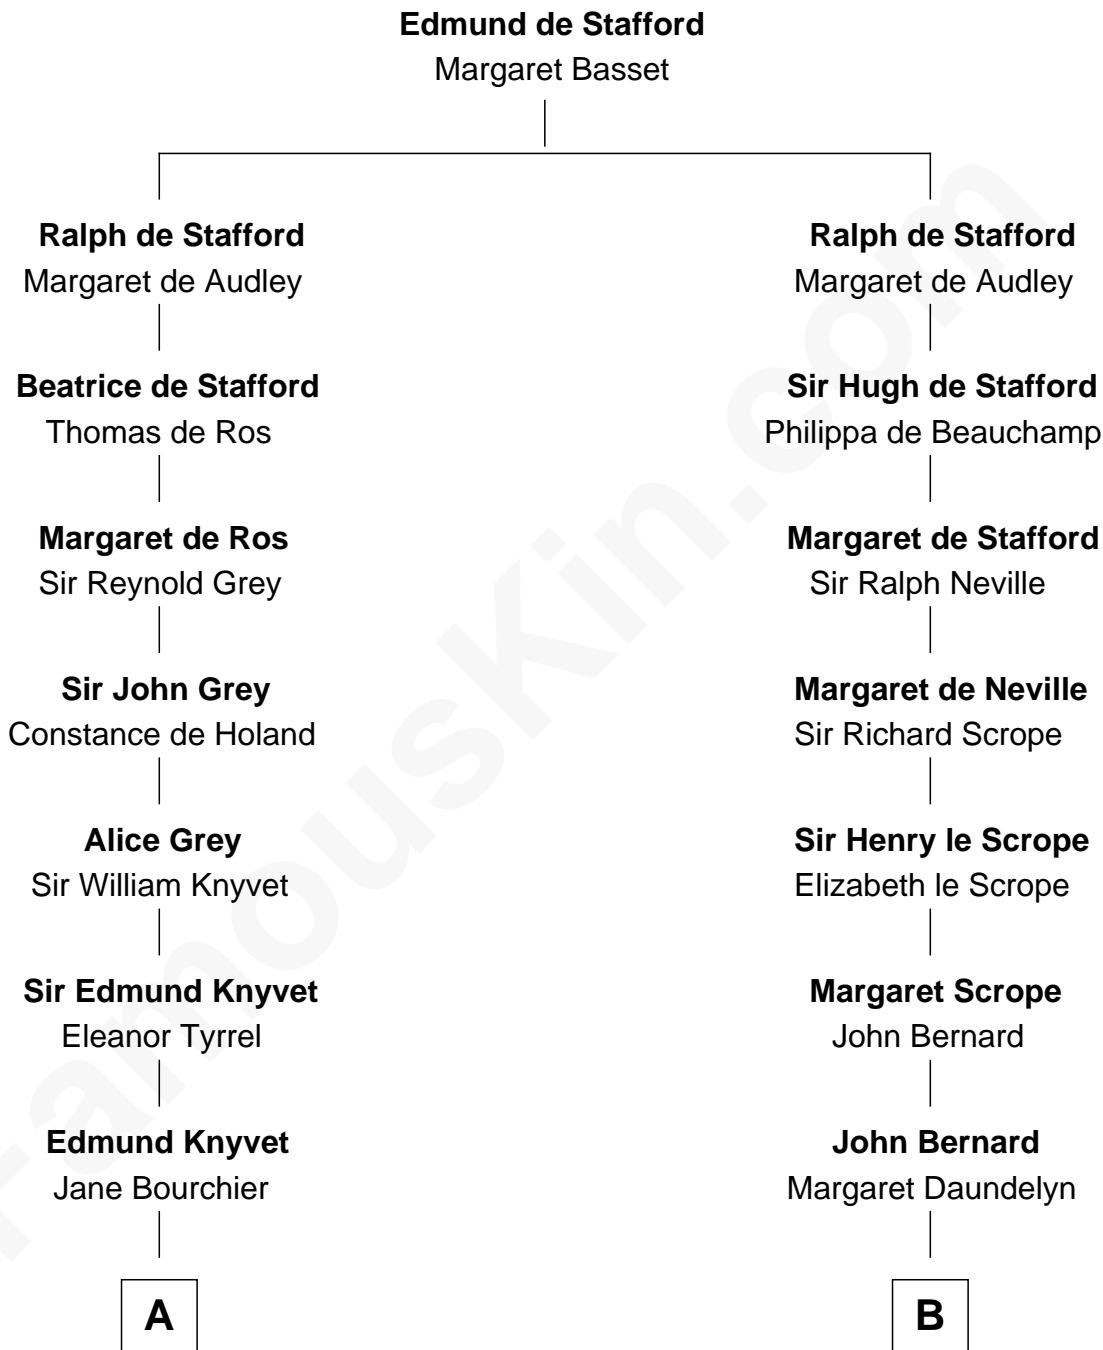 Edmund de Stafford
Margaret Basset
Ralph de Stafford
Margaret de Audley
Ralph de Stafford
Margaret de Audley
Beatrice de Stafford
Thomas de Ros
Sir Hugh de Stafford
Philippa de Beauchamp
Margaret de Ros
Sir Reynold Grey
Margaret de Stafford
Sir Ralph Neville
Sir John Grey
Constance de Holand
Margaret de Neville
Sir Richard Scrope
Alice Grey
Sir William Knyvet
Sir Henry le Scrope
Elizabeth le Scrope
Sir Edmund Knyvet
Eleanor Tyrrel
Margaret Scrope
John Bernard
Edmund Knyvet
Jane Bourchier
John Bernard
Margaret Daundelyn
A
B
FamousKin.com